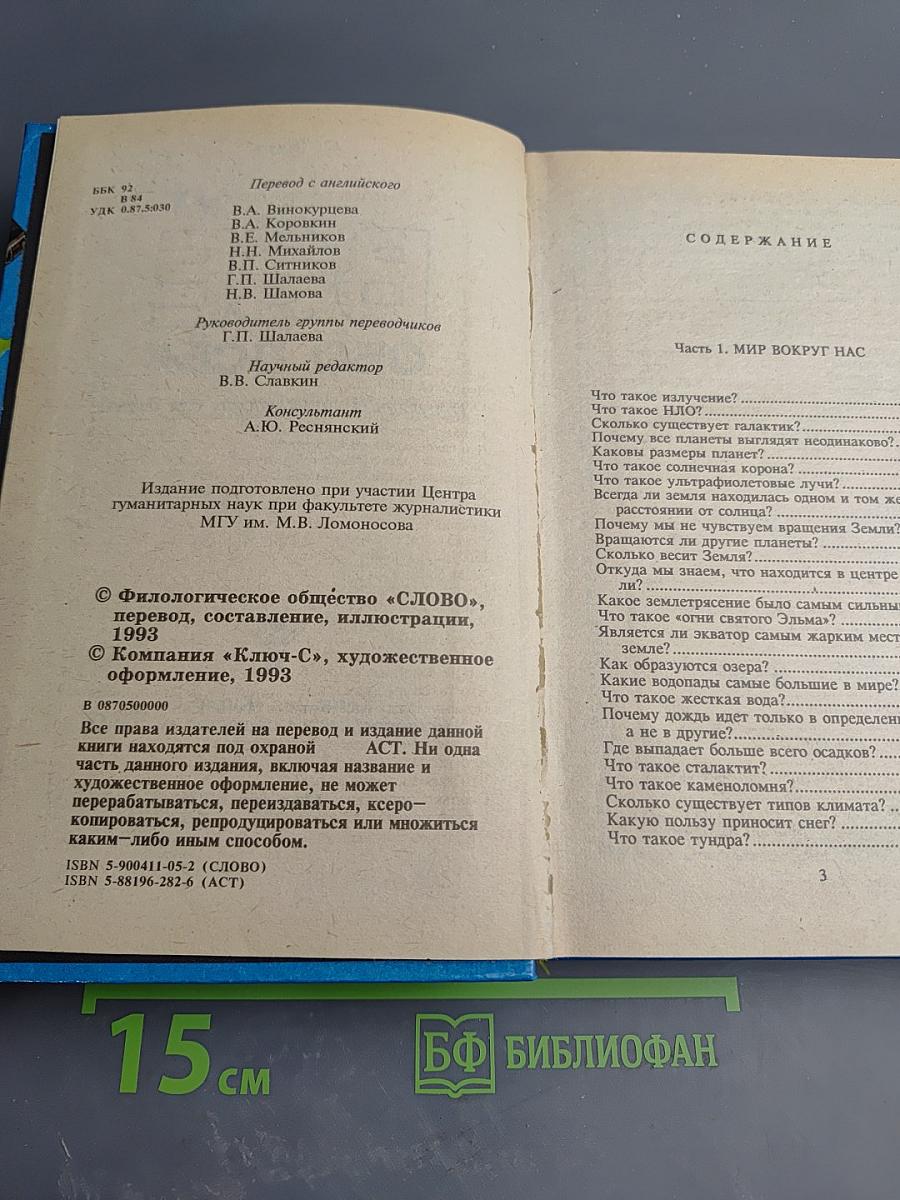 ББК 92
В 84
УДК 0.87.5:030
Перевод с английского
В.А. Винокурцева
В.А. Коровкин
В.Е. Мельников
Н.Н. Михайлов
В.П. Ситников
Г.П. Шалаева
Н.В. Шамова
Руководитель группы переводчиков
Г.П. Шалаева
Научный редактор
В.В. Славкин
Консультант
А.Ю. Реснянский
Издание подготовлено при участии Центра
гуманитарных наук при факультете журналистики
МГУ им. М.В. Ломоносова
© Филологическое общество «СЛОВО»,
перевод, составление, иллюстрации,
1993
© Компания «Ключ-С», художественное
оформление, 1993
В 0870500000
Все права издателей на перевод и издание данной
книги находятся под охраной АСТ. Ни одна
часть данного издания, включая название и
художественное оформление, не может
перерабатываться, переиздаваться, ксеро—
копироваться, репродуцироваться или множиться
каким—либо иным способом.
ISBN 5-900411-05-2 (СЛОВО)
ISBN 5-88196-282-6 (АСТ)
СОДЕРЖАНИЕ
Часть 1. МИР ВОКРУГ НАС
Что такое излучение?
Что такое НЛО?
Сколько существует галактик?
Почему все планеты выглядят неодинаково?
Каковы размеры планет?
Что такое солнечная корона?
Что такое ультрафиолетовые лучи?
Всегда ли земля находилась одном и том же
расстоянии от солнца?
Почему мы не чувствуем вращения Земли?
Вращаются ли другие планеты?
Сколько весит Земля?
Откуда мы знаем, что находится в центре
ли?
Какое землетрясение было самым сильны
Что такое «огни святого Эльма»?
Является ли экватор самым жарким мест
земле?
Как образуются озера?
Какие водопады самые большие в мире?
Что такое жесткая вода?
Почему дождь идет только в определен
а не в другие?
Где выпадает больше всего осадков?
Что такое сталактит?
Что такое каменоломня?
Сколько существует типов климата?
Какую пользу приносит снег?
Что такое тундра?
3
15 см
БФ БИБЛИОФАН